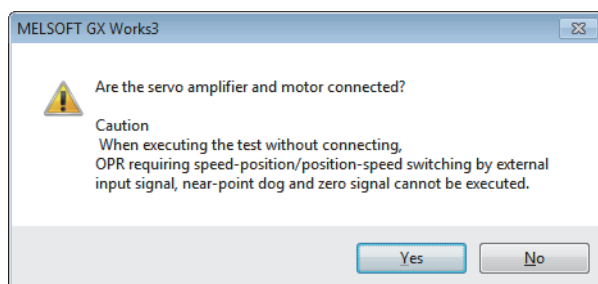 MELSOFT GX Works3
Are the servo amplifier and motor connected?
Caution
When executing the test without connecting,
OPR requiring speed-position/position-speed switching by external
input signal, near-point dog and zero signal cannot be executed.
Yes
No